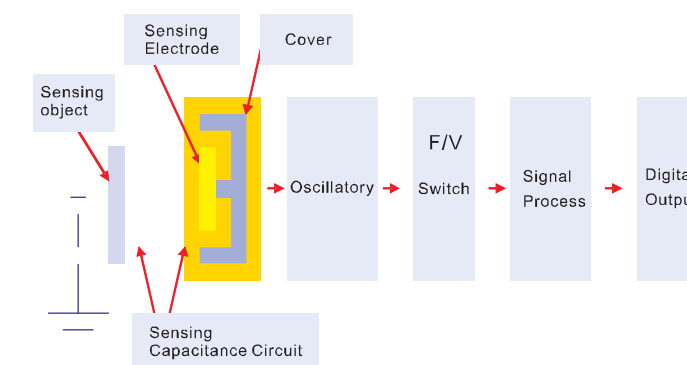 Sensing
Electrode
Cover
Sensing
object
Oscillatory
F/V
Switch
Signal
Process
Sensing
Capacitance Circuit